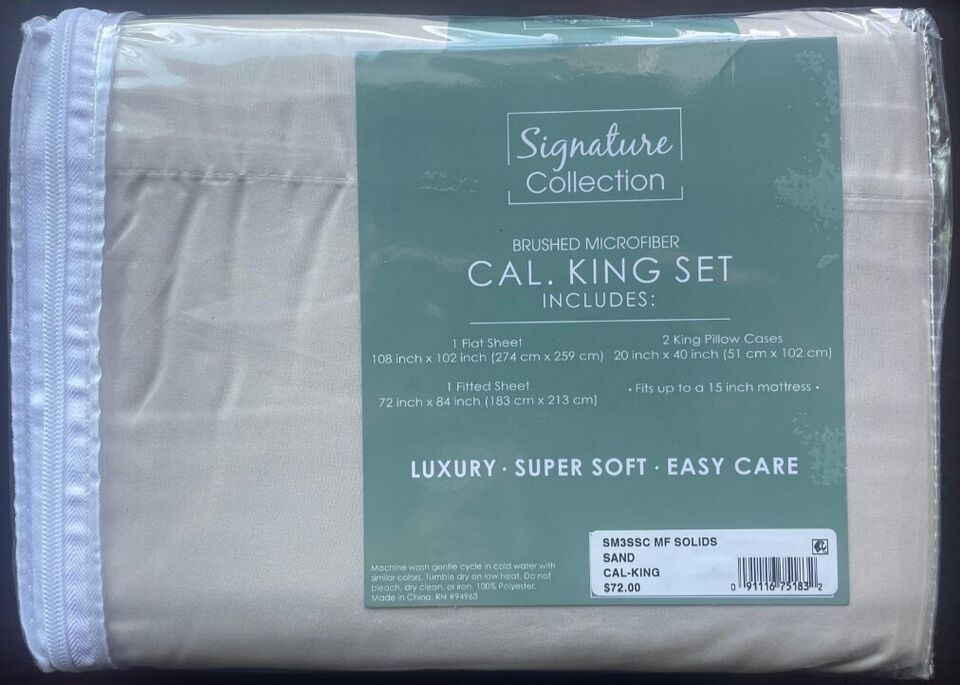 Signature
Signature
Collection
BRUSHED MICROFIBER
CAL. KING SET
INCLUDES:
1 Flat Sheet
108 inch x 102 inch (274 cm x 259 cm)
2 King Pillow Cases
20 inch x 40 inch (51 cm x 102 cm)
1 Fitted Sheet
72 inch x 84 inch (183 cm x 213 cm)
• Fits up to a 15 inch mattress •
LUXURY · SUPER SOFT · EASY CARE
Machine wash gentle cycle in cold water with
similar colors. Tumble dry on low heat. Do not
bleach, dry clean, or iron. 100% Polyester.
Made in China. RN #94963
SM3SSC MF SOLIDS
SAND
CAL-KING
$72.00
0 91116 75183 2